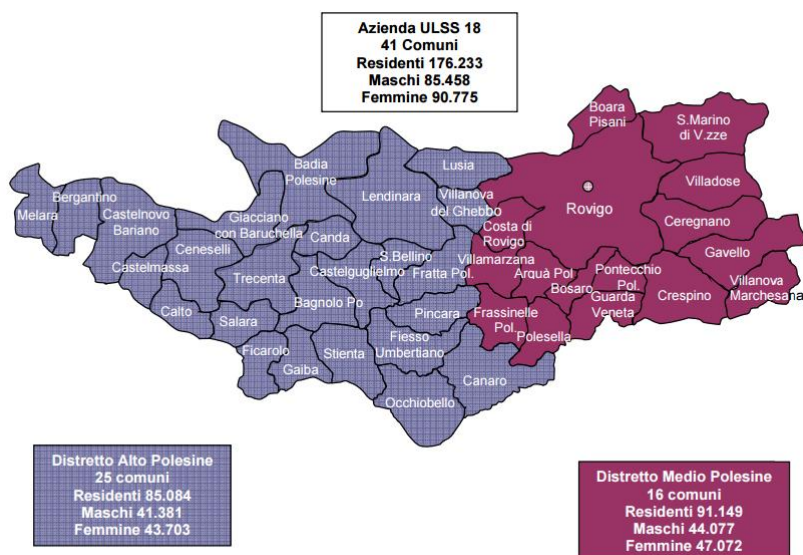 Azienda ULSS 18
41 Comuni
Residenti 176.233
Maschi 85.458
Femmine 90.775
Boara
Pisani
S.Marino
di V.zze
Badia
Polesine
Lusia
Lendinara
Villanova
del Ghebbo
Villadose
Rovigo
Bergantino
Melara
Castelnovo
Bariano
Giacciano
con Baruchella
Costa di
Rovigo
Ceregnano
Canda
Ceneselli
S.Bellino
Villamarzana
Gavello
Castelmassa
Trecenta
Castelguglielmo
Fratta Pol.
Arquà Pol
Pontecchio
Pol.
Villanova
Marchesana
Bosaro
Crespino
Calto
Bagnolo Po
Guarda
Veneta
Salara
Pincara
Frassinelle
Pol.
Polesella
Ficarolo
Stienta
Fiesso
Umbertiano
Gaiba
Canaro
Occhiobello
Distretto Alto Polesine
25 comuni
Residenti 85.084
Maschi 41.381
Femmine 43.703
Distretto Medio Polesine
16 comuni
Residenti 91.149
Maschi 44.077
Femmine 47.072